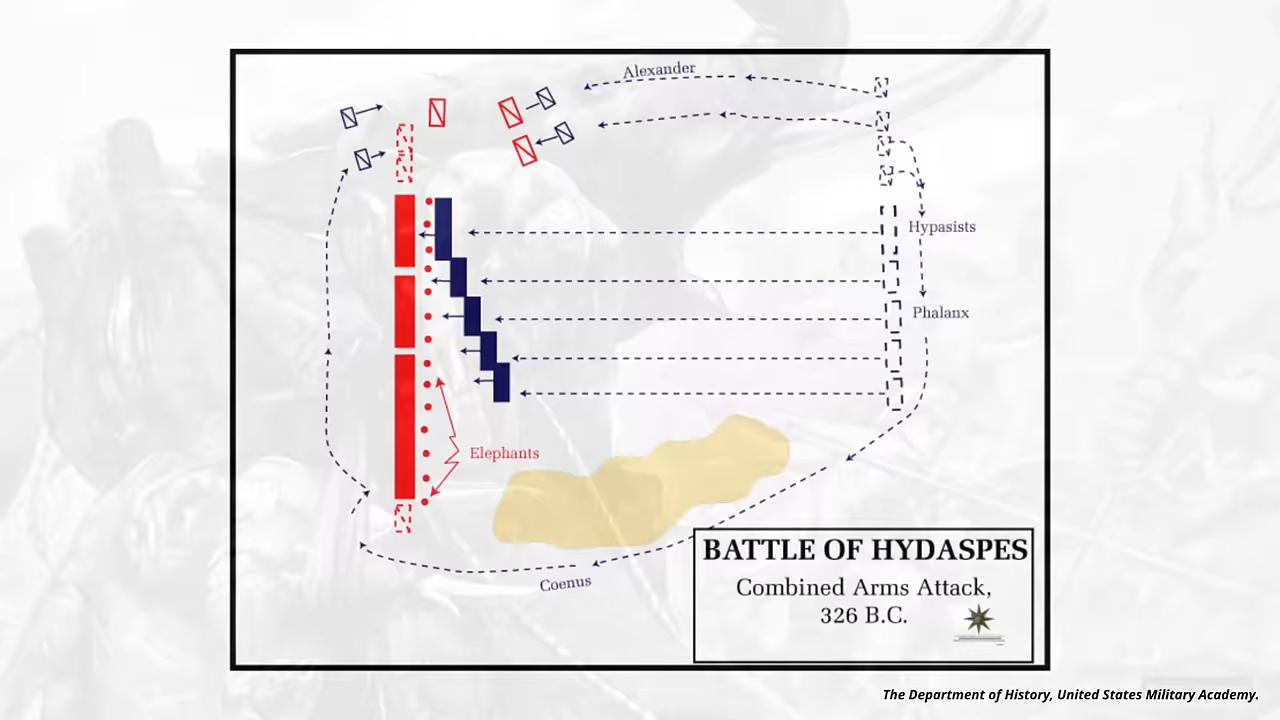 Alexander
Hypasists
Phalanx
Elephants
Coenus
BATTLE OF HYDASPES
Combined Arms Attack,
326 B.C.
The Department of History, United States Military Academy.